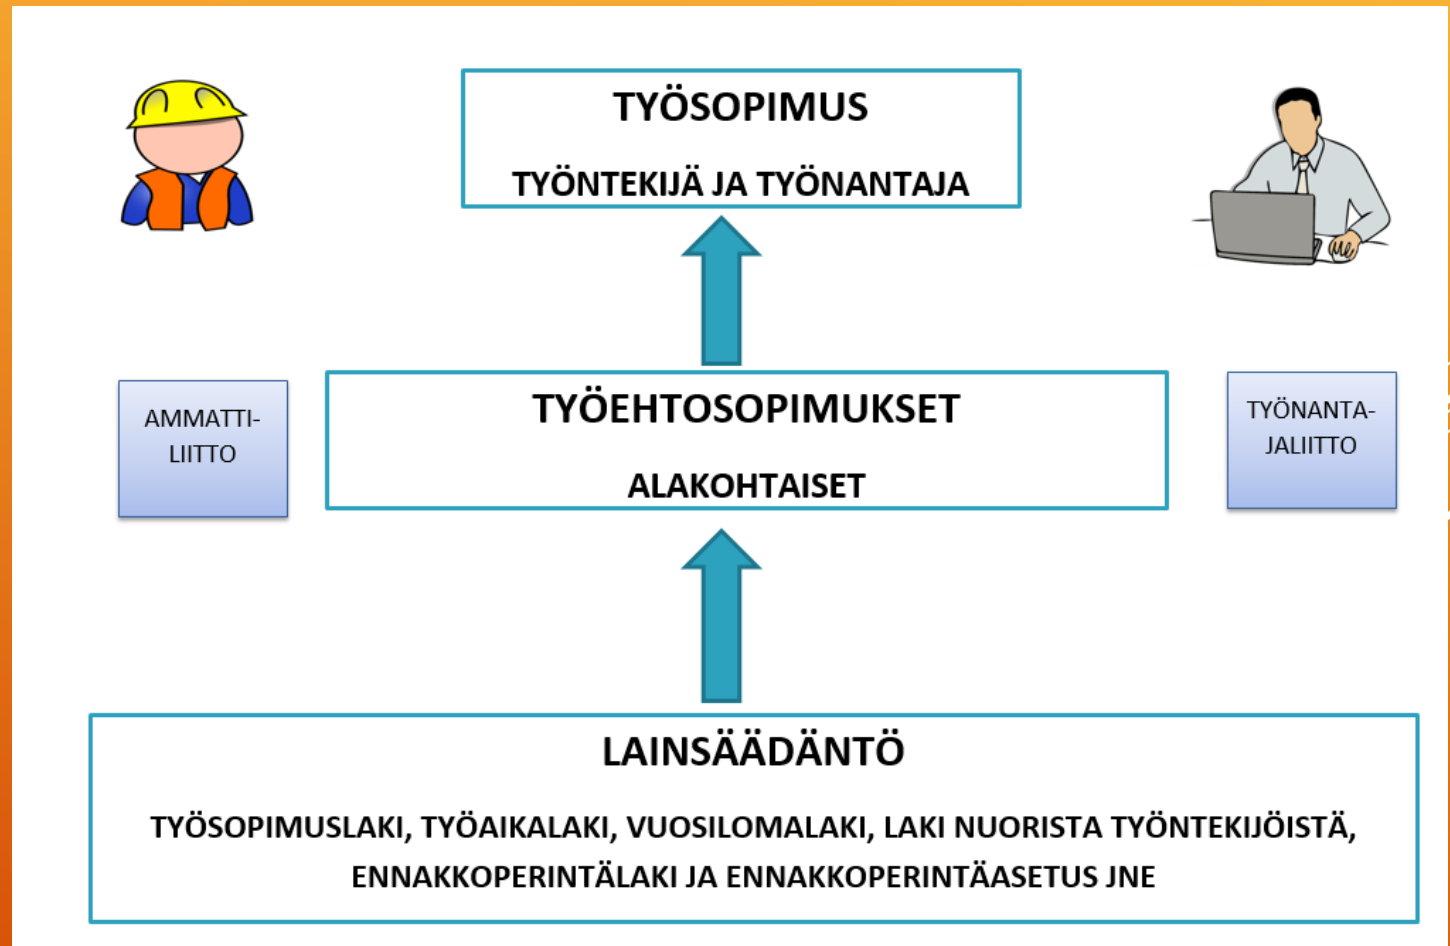 TYÖSOPIMUS
TYÖNTEKIJÄ JA TYÖNANTAJA
AMMATTI-
LIITTO
TYÖEHTOSOPIMUKSET
ALAKOHTAISET
TYÖNANTA-
JALIITTO
LAINSÄÄDÄNTÖ
TYÖSOPIMUSLAKI, TYÖAIKALAKI, VUOSILOMALAKI, LAKI NUORISTA TYÖNTEKIJÖISTÄ,
ENNAKKOPERINTÄLAKI JA ENNAKKOPERINTÄASETUS JNE